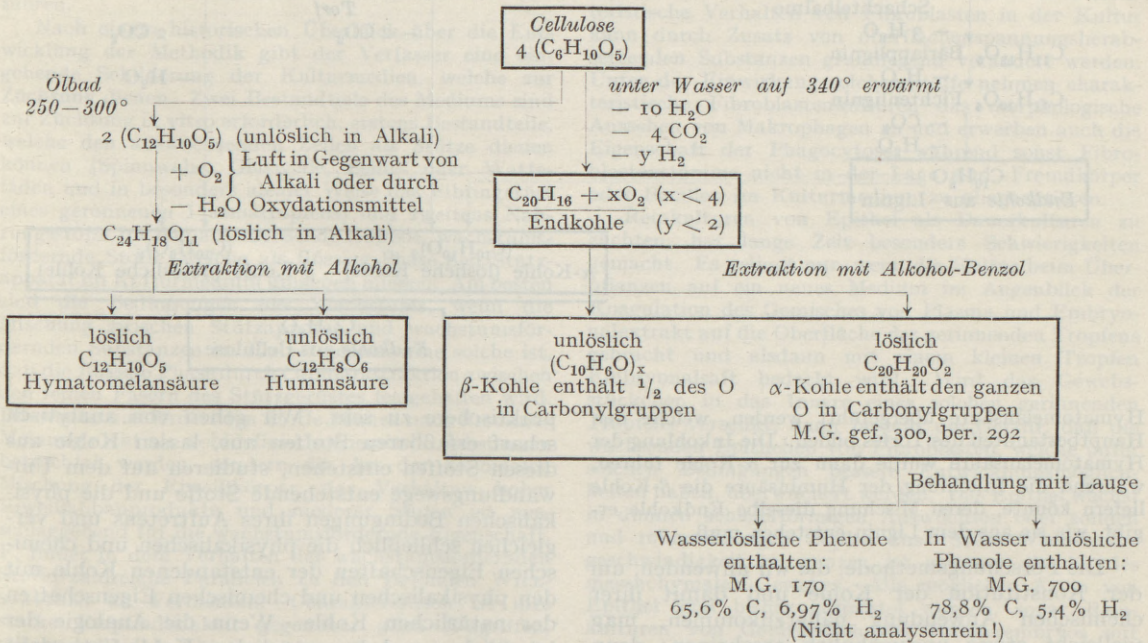 Cellulose
4 (C₆H₁₀O₅)
Ölbad
250—300°
unter Wasser auf 340° erwärmt
2 (C₁₂H₁₀O₅) (unlöslich in Alkali)
+ O₂ } Luft in Gegenwart von
Alkali oder durch
— H₂O Oxydationsmittel
C₂₄H₁₈O₁₁ (löslich in Alkali)
Extraktion mit Alkohol
— v H₂O
— z CO₂
— y H₂
C₂₀H₁₆ + xO₂ (x < 4)
Endkohle (y < 2)
Extraktion mit Alkohol-Benzol
löslich
C₁₂H₁₀O₅
Hymatomelansäure
unlöslich
C₁₂H₈O₅
Huminsäure
unlöslich
(C₁₀H₆O)ₓ
β-Kohle enthält ¹/₂ des O
in Carbonylgruppen
löslich
C₂₀H₂₀O₂
α-Kohle enthält den ganzen
O in Carbonylgruppen
M.G. gef. 300, ber. 292
Behandlung mit Lauge
Wasserlösliche Phenole
enthalten:
M.G. 170
65,6% C, 6,97% H₂
In Wasser unlösliche
Phenole enthalten:
M.G. 700
78,8% C, 5,4% H₂
(Nicht analysenrein!)